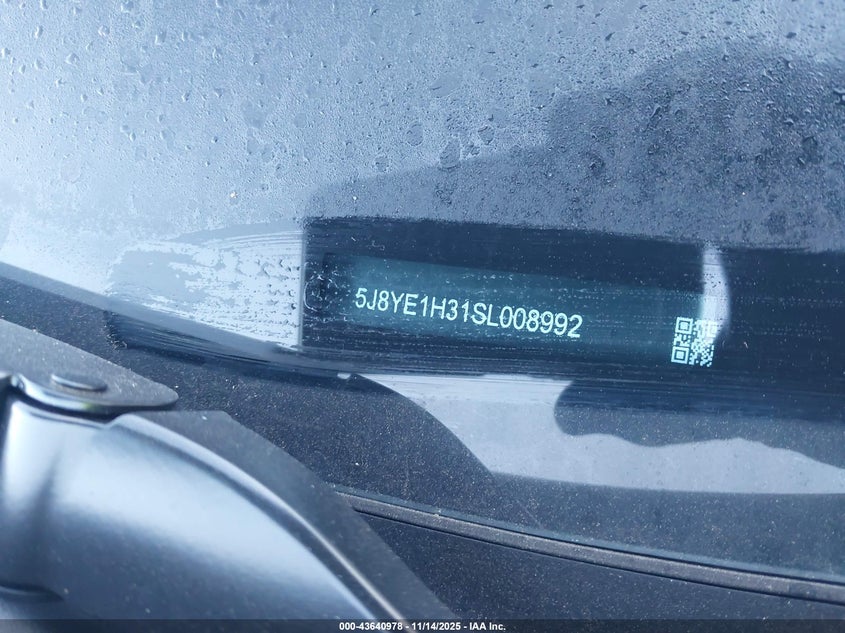 5J8YE1H31SL008992
000-43640978 - 11/14/2025 - IAA Inc.